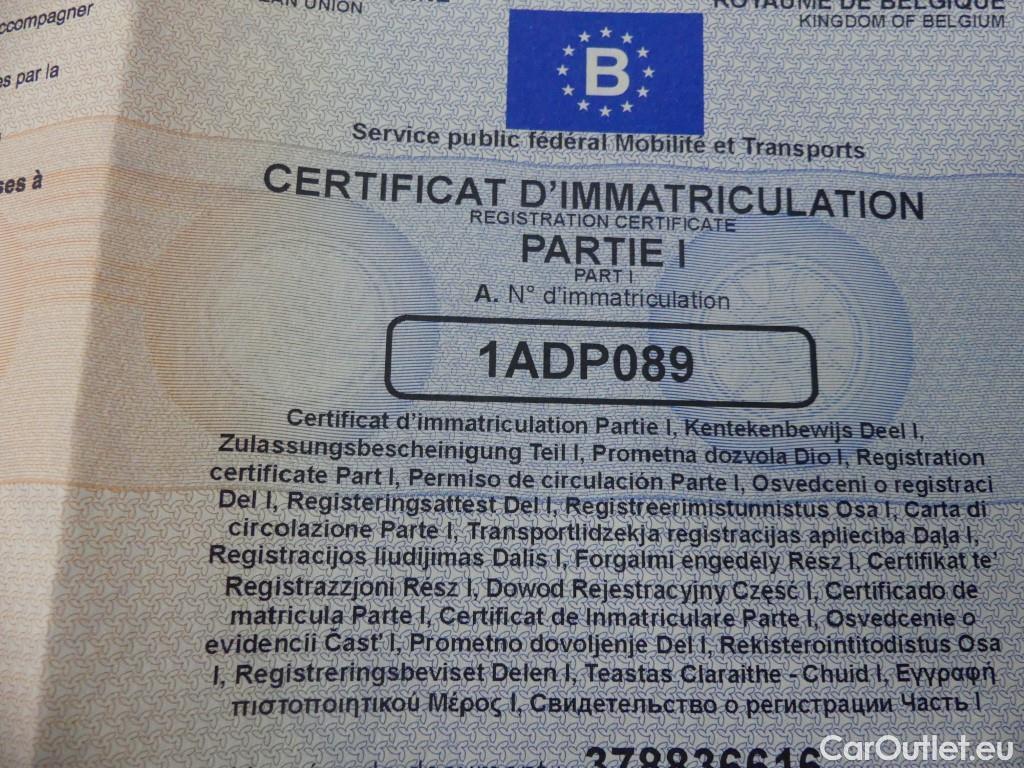 ccompagner
es par la
ses à
UNION
ROYAUME DE BELGIQUE
KINGDOM OF BELGIUM
B
Service public fédéral Mobilité et Transports
CERTIFICAT D'IMMATRICULATION
REGISTRATION CERTIFICATE
PARTIE I
PART I
A. N° d'immatriculation
1ADP089
Certificat d'immatriculation Partie I, Kentekenbewijs Deel I,
Zulassungsbescheinigung Teil I, Prometna dozvola Dio I, Registration
certificate Part I, Permiso de circulación Parte I, Osvedceni o registraci
Del I, Registeringsattest Del I, Registreerimistunnistus Osa I, Carta di
circolazione Parte I, Transportlidzekja registracijas aplieciba Daļa I,
Registracijos liudijimas Dalis I, Forgalmi engedély Rész I, Certifikat te'
Registrazzjoni Rész I, Dowod Rejestracyjny Część I, Certificado de
matricula Parte I, Certificat de Inmatriculare Parte I, Osvedcenie o
evidencii Časť I, Prometno dovoljenje Del I, Rekisterointitodistus Osa
I, Registreringsbeviset Delen I, Teastas Claraithe - Chuid I, Εγγραφή
πιστοποιητικού Μέρος I, Свидетельство о регистрации Часть I
378836616
CarOutlet.eu